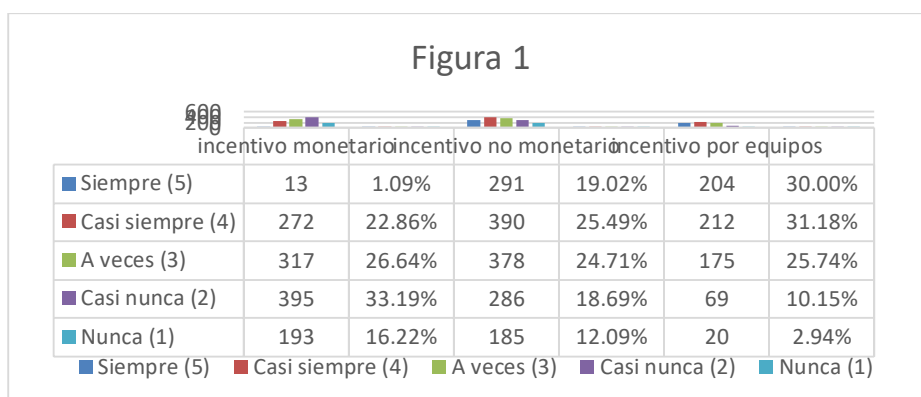 Figura 1
600
400
200
0
incentivo monetario incentivo no monetario incentivo por equipos
Siempre (5) 13 1.09% 291 19.02% 204 30.00%
Casi siempre (4) 272 22.86% 390 25.49% 212 31.18%
A veces (3) 317 26.64% 378 24.71% 175 25.74%
Casi nunca (2) 395 33.19% 286 18.69% 69 10.15%
Nunca (1) 193 16.22% 185 12.09% 20 2.94%
Siempre (5) Casi siempre (4) A veces (3) Casi nunca (2) Nunca (1)